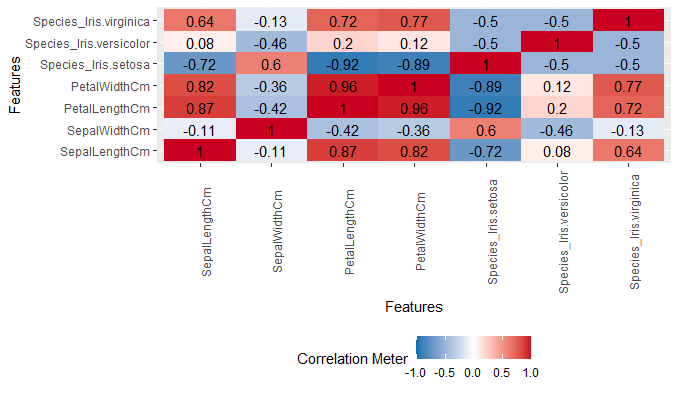 Species_Iris.virginica 0.64 -0.13 0.72 0.77 -0.5 -0.5 1
Species_Iris.versicolor 0.08 -0.46 0.2 0.12 -0.5 1 -0.5
Species_Iris.setosa -0.72 0.6 -0.92 -0.89 1 -0.5 -0.5
PetalWidthCm 0.82 -0.36 0.96 1 -0.89 0.12 0.77
PetalLengthCm 0.87 -0.42 1 0.96 -0.92 0.2 0.72
SepalWidthCm -0.11 1 -0.42 -0.36 0.6 -0.46 -0.13
SepalLengthCm 1 -0.11 0.87 0.82 -0.72 0.08 0.64
Features
SepalLengthCm
SepalWidthCm
PetalLengthCm
PetalWidthCm
Species_Iris.setosa
Species_Iris.versicolor
Species_Iris.virginica
Features
Correlation Meter
-1.0 -0.5 0.0 0.5 1.0